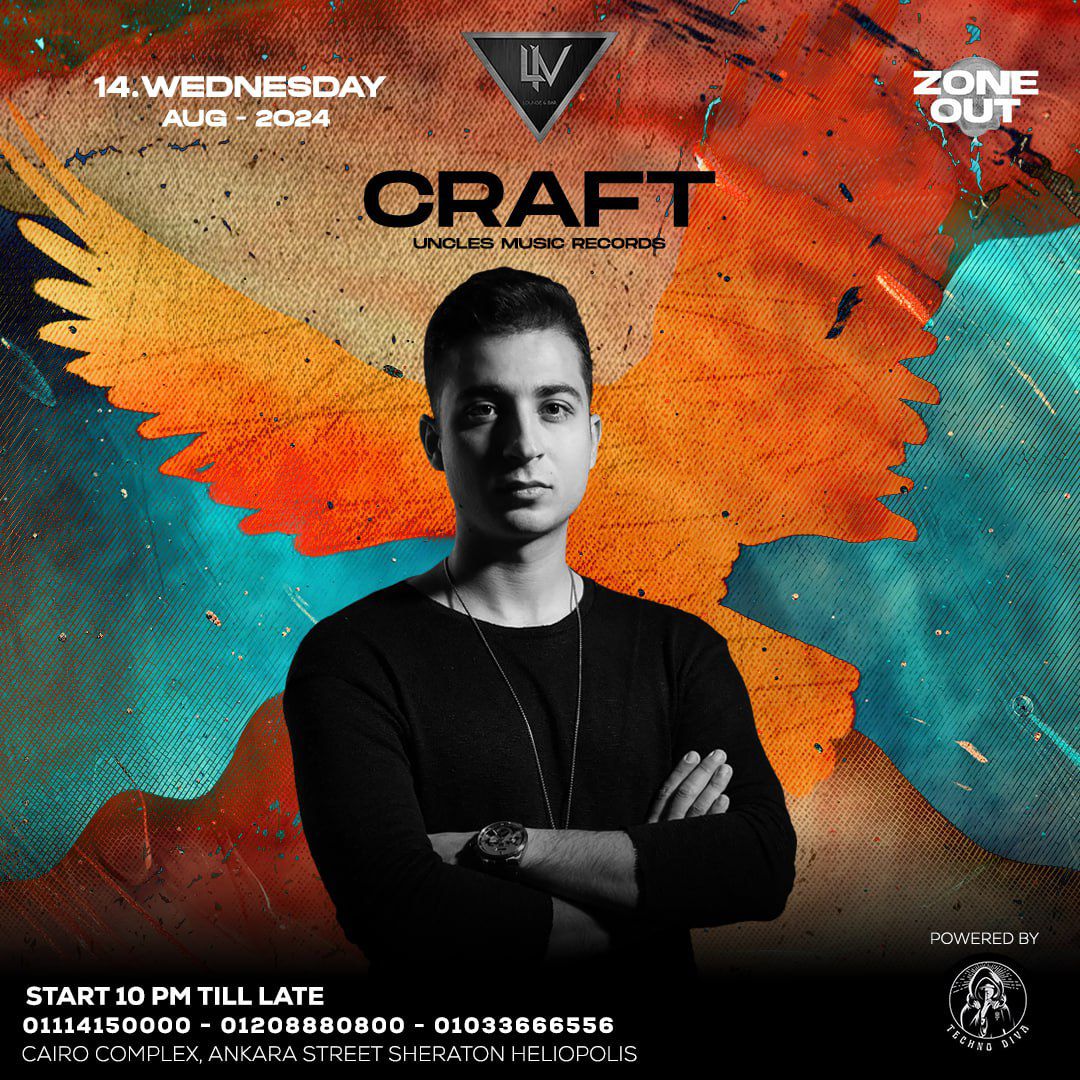 14.WEDNESDAY
AUG - 2024
LIV
LOUNGE & BAR
ZONE
OUT
CRAFT
UNCLES MUSIC RECORDS
POWERED BY
TECHNO DIVA
START 10 PM TILL LATE
01114150000 - 01208880800 - 01033666556
CAIRO COMPLEX, ANKARA STREET SHERATON HELIOPOLIS